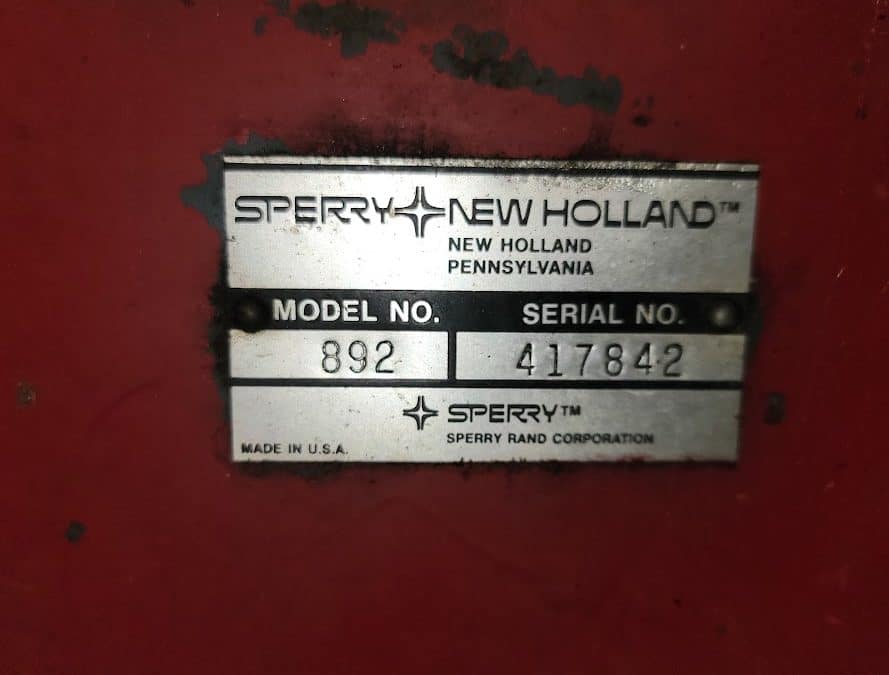 SPERRY NEW HOLLAND™
NEW HOLLAND
PENNSYLVANIA
MODEL NO. SERIAL NO.
892 417842
SPERRY™
SPERRY RAND CORPORATION
MADE IN U.S.A.